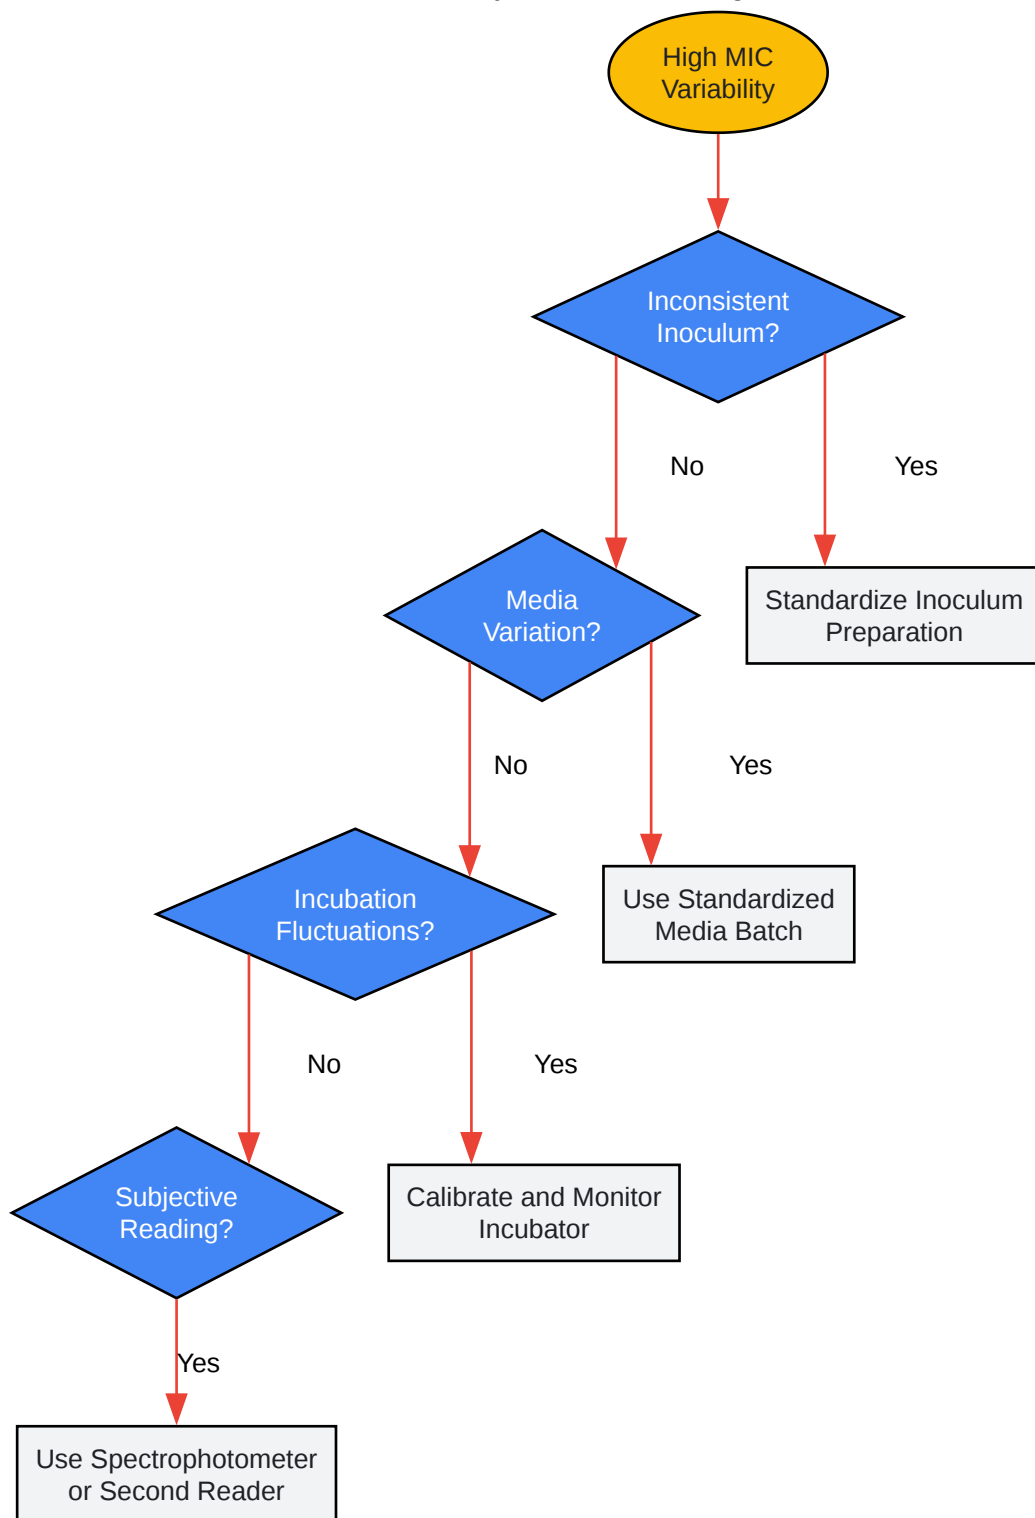 High MIC
Variability
Inconsistent
Inoculum?
No
Yes
Media
Variation?
Standardize Inoculum
Preparation
No
Yes
Incubation
Fluctuations?
Use Standardized
Media Batch
No
Yes
Subjective
Reading?
Calibrate and Monitor
Incubator
Yes
Use Spectrophotometer
or Second Reader